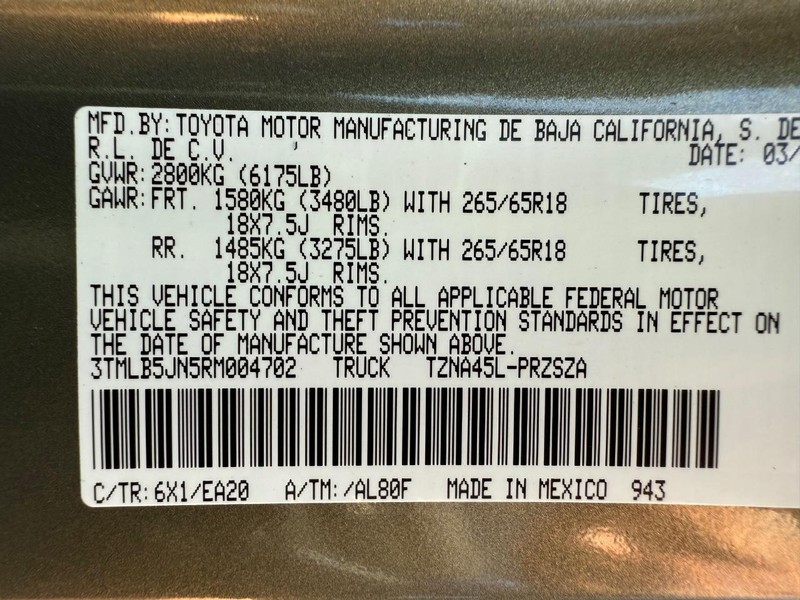 MFD.BY:TOYOTA MOTOR MANUFACTURING DE BAJA CALIFORNIA, S. DE
R.L. DE C.V. DATE: 03/
GVWR:2800KG (6175LB)
GAWR:FRT. 1580KG (3480LB) WITH 265/65R18 TIRES,
18X7.5J RIMS.
RR. 1485KG (3275LB) WITH 265/65R18 TIRES,
18X7.5J RIMS.
THIS VEHICLE CONFORMS TO ALL APPLICABLE FEDERAL MOTOR
VEHICLE SAFETY AND THEFT PREVENTION STANDARDS IN EFFECT ON
THE DATE OF MANUFACTURE SHOWN ABOVE.
3TMLB5JN5RM004702 TRUCK TZNA45L-PRZSZA
C/TR:6X1/EA20 A/TM:/AL80F MADE IN MEXICO 943